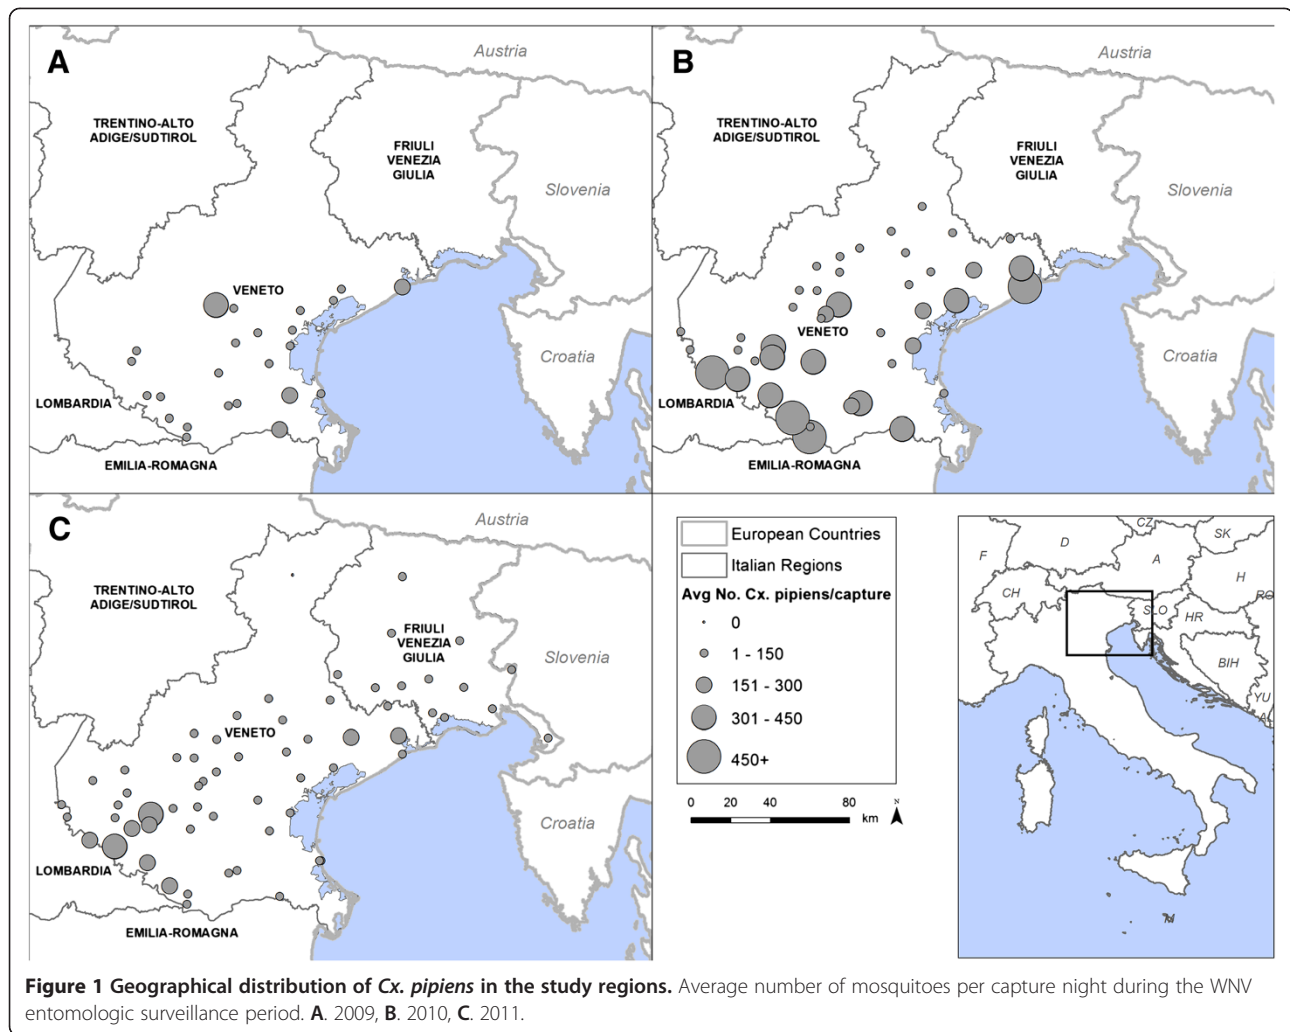 A
Austria
TRENTINO-ALTO
ADIGE/SUDTIROL
FRIULI
VENEZIA
GIULIA
Slovenia
VENETO
Croatia
LOMBARDIA
EMILIA-ROMAGNA
B
Austria
TRENTINO-ALTO
ADIGE/SUDTIROL
FRIULI
VENEZIA
GIULIA
Slovenia
VENETO
Croatia
LOMBARDIA
EMILIA-ROMAGNA
C
Austria
TRENTINO-ALTO
ADIGE/SUDTIROL
FRIULI
VENEZIA
GIULIA
Slovenia
VENETO
Croatia
LOMBARDIA
EMILIA-ROMAGNA
European Countries
Italian Regions
Avg No. Cx. pipiens/capture
0
1 - 150
151 - 300
301 - 450
450+
0 20 40 80
km
N
CZ
SK
F
D
A
H
CH
RO
SLO
HR
BIH
YU
AL
M
Figure 1 Geographical distribution of Cx. pipiens in the study regions. Average number of mosquitoes per capture night during the WNV
entomologic surveillance period. A. 2009, B. 2010, C. 2011.